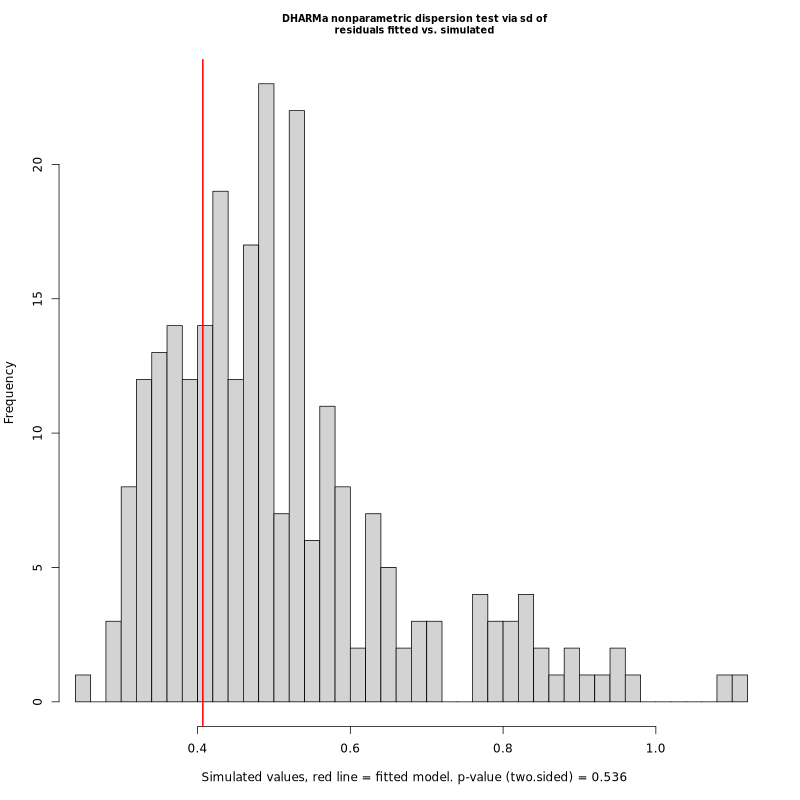 DHARMa nonparametric dispersion test via sd of
residuals fitted vs. simulated
Frequency
20
15
10
5
0
0.4 0.6 0.8 1.0
Simulated values, red line = fitted model. p-value (two.sided) = 0.536